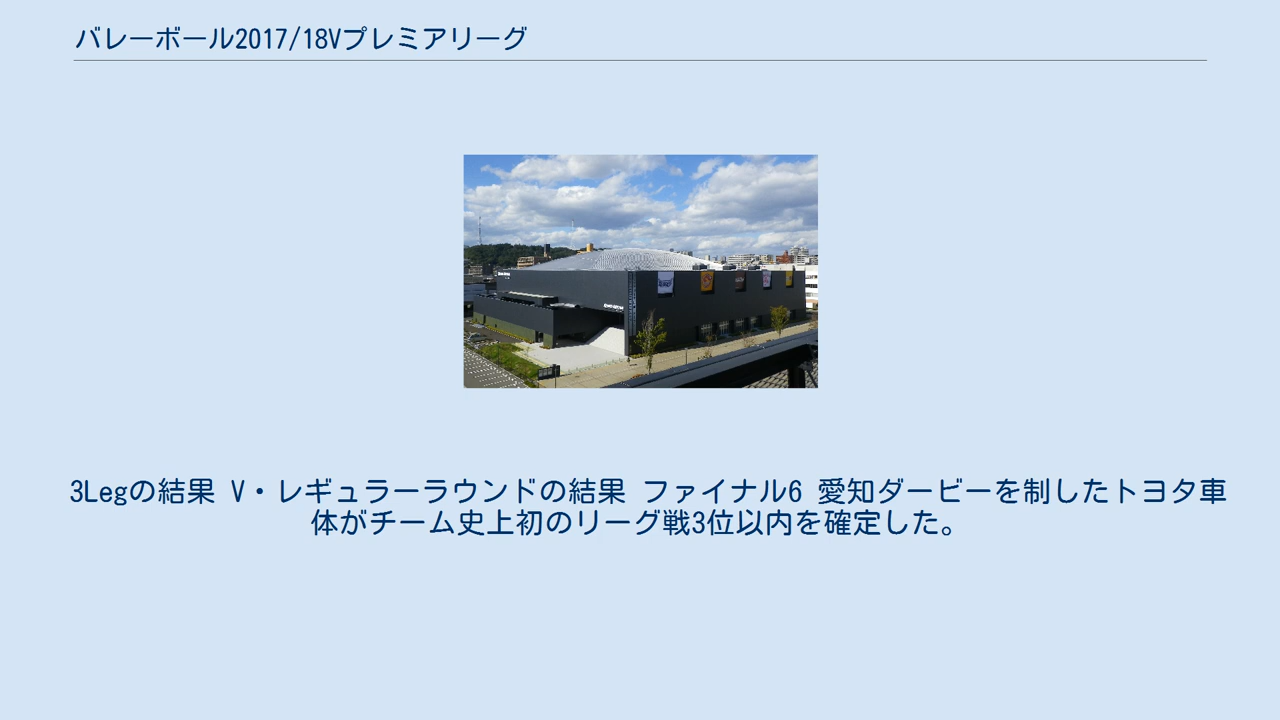 バレーボール2017/18Vプレミアリーグ
3Legの結果 V・レギュラーラウンドの結果 ファイナル6 愛知ダービーを制したトヨタ車
体がチーム史上初のリーグ戦3位以内を確定した。